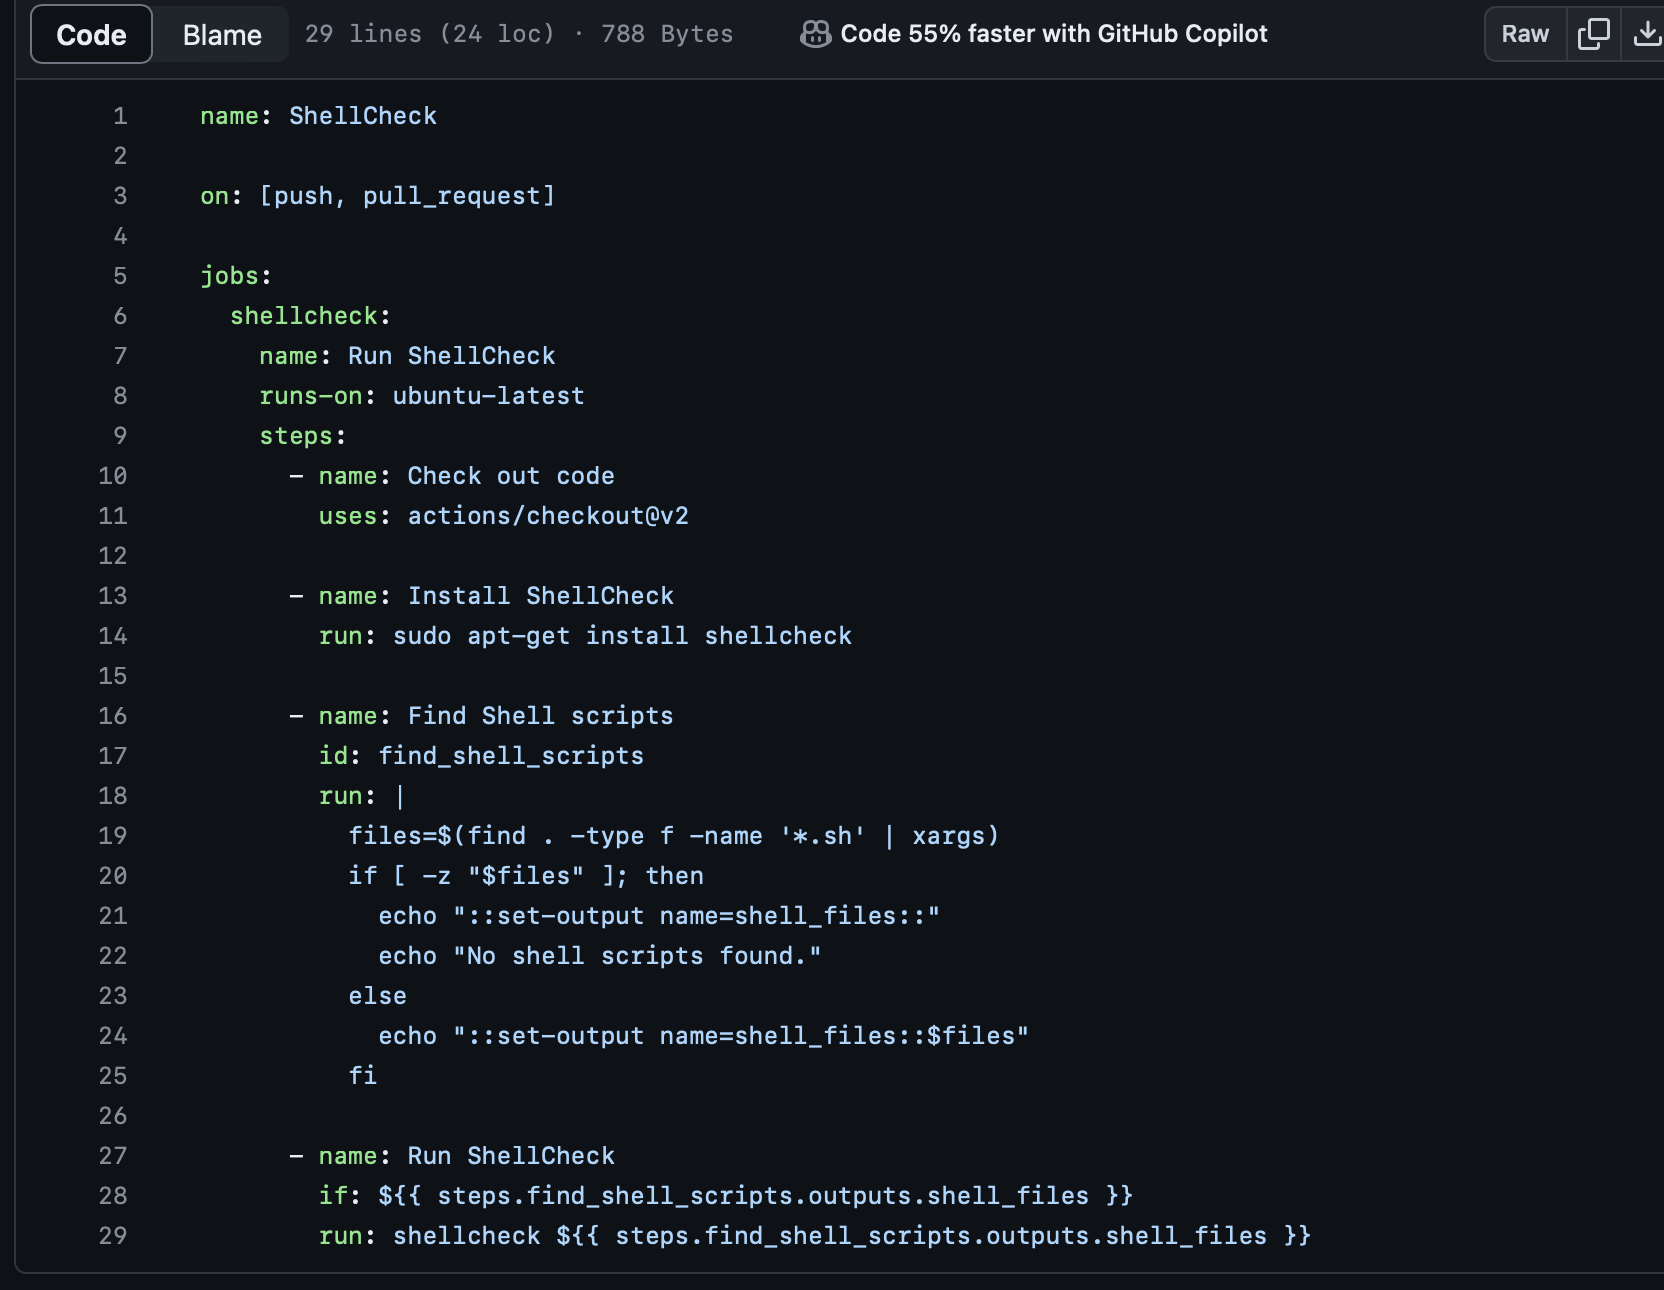 Code Blame 29 lines (24 loc) · 788 Bytes Code 55% faster with GitHub Copilot Raw
1 name: ShellCheck
2
3 on: [push, pull_request]
4
5 jobs:
6   shellcheck:
7     name: Run ShellCheck
8     runs-on: ubuntu-latest
9     steps:
10       - name: Check out code
11         uses: actions/checkout@v2
12
13       - name: Install ShellCheck
14         run: sudo apt-get install shellcheck
15
16       - name: Find Shell scripts
17         id: find_shell_scripts
18         run: |
19           files=$(find . -type f -name '*.sh' | xargs)
20           if [ -z "$files" ]; then
21             echo "::set-output name=shell_files::"
22             echo "No shell scripts found."
23           else
24             echo "::set-output name=shell_files::$files"
25           fi
26
27       - name: Run ShellCheck
28         if: ${{ steps.find_shell_scripts.outputs.shell_files }}
29         run: shellcheck ${{ steps.find_shell_scripts.outputs.shell_files }}